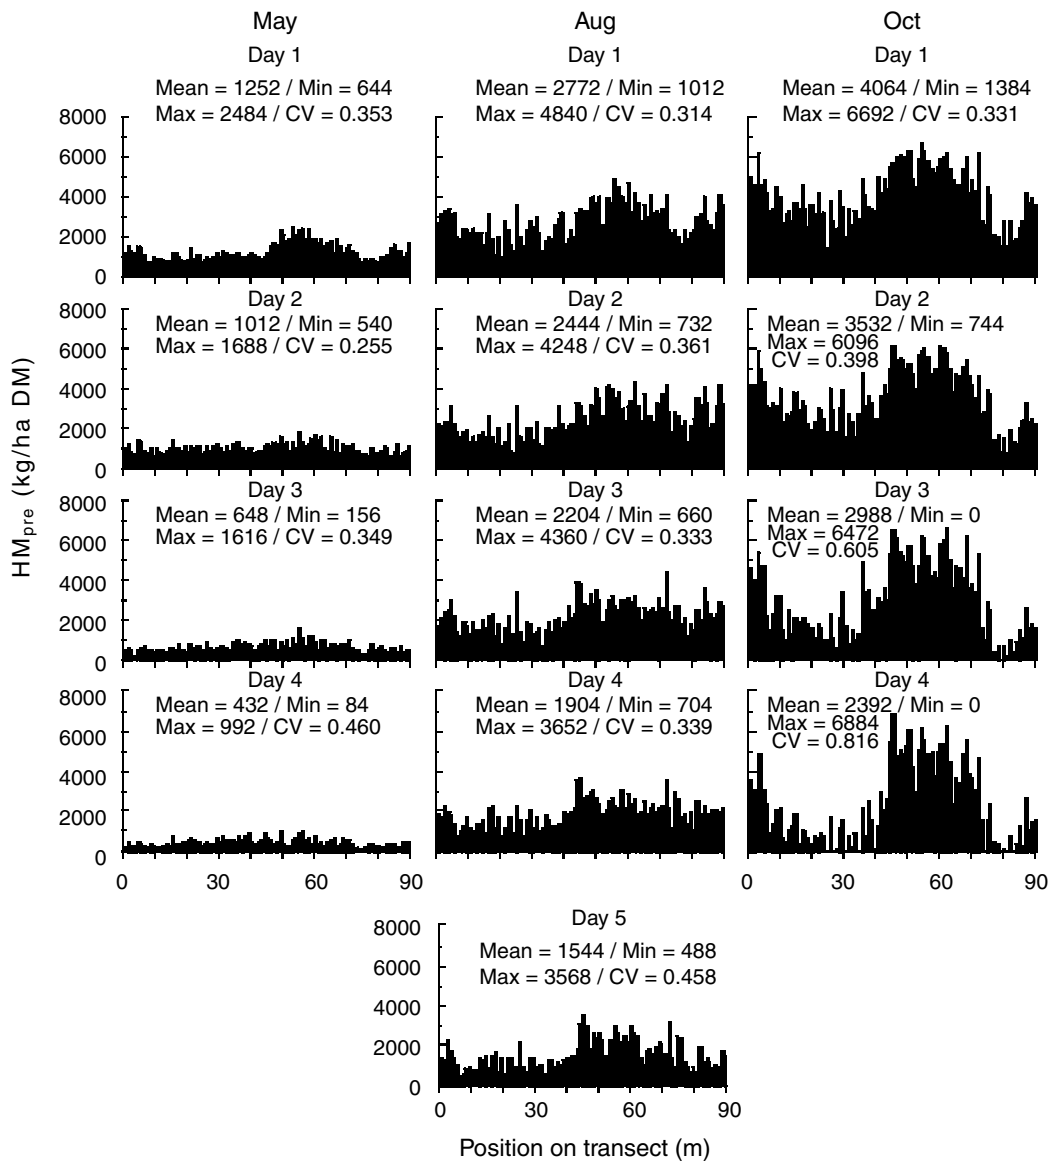 May Aug Oct
Day 1 Day 1 Day 1
Mean = 1252 / Min = 644 Mean = 2772 / Min = 1012 Mean = 4064 / Min = 1384
Max = 2484 / CV = 0.353 Max = 4840 / CV = 0.314 Max = 6692 / CV = 0.331
8000
6000
4000
2000
0
Day 2 Day 2 Day 2
Mean = 1012 / Min = 540 Mean = 2444 / Min = 732 Mean = 3532 / Min = 744
Max = 1688 / CV = 0.255 Max = 4248 / CV = 0.361 Max = 6096
CV = 0.398
8000
6000
4000
2000
0
Day 3 Day 3 Day 3
Mean = 648 / Min = 156 Mean = 2204 / Min = 660 Mean = 2988 / Min = 0
Max = 1616 / CV = 0.349 Max = 4360 / CV = 0.333 Max = 6472
CV = 0.605
8000
6000
4000
2000
0
Day 4 Day 4 Day 4
Mean = 432 / Min = 84 Mean = 1904 / Min = 704 Mean = 2392 / Min = 0
Max = 992 / CV = 0.460 Max = 3652 / CV = 0.339 Max = 6884
CV = 0.816
8000
6000
4000
2000
0
0 30 60 90 0 30 60 90 0 30 60 90
HMpre (kg/ha DM)
Day 5
Mean = 1544 / Min = 488
Max = 3568 / CV = 0.458
8000
6000
4000
2000
0
0 30 60 90
Position on transect (m)